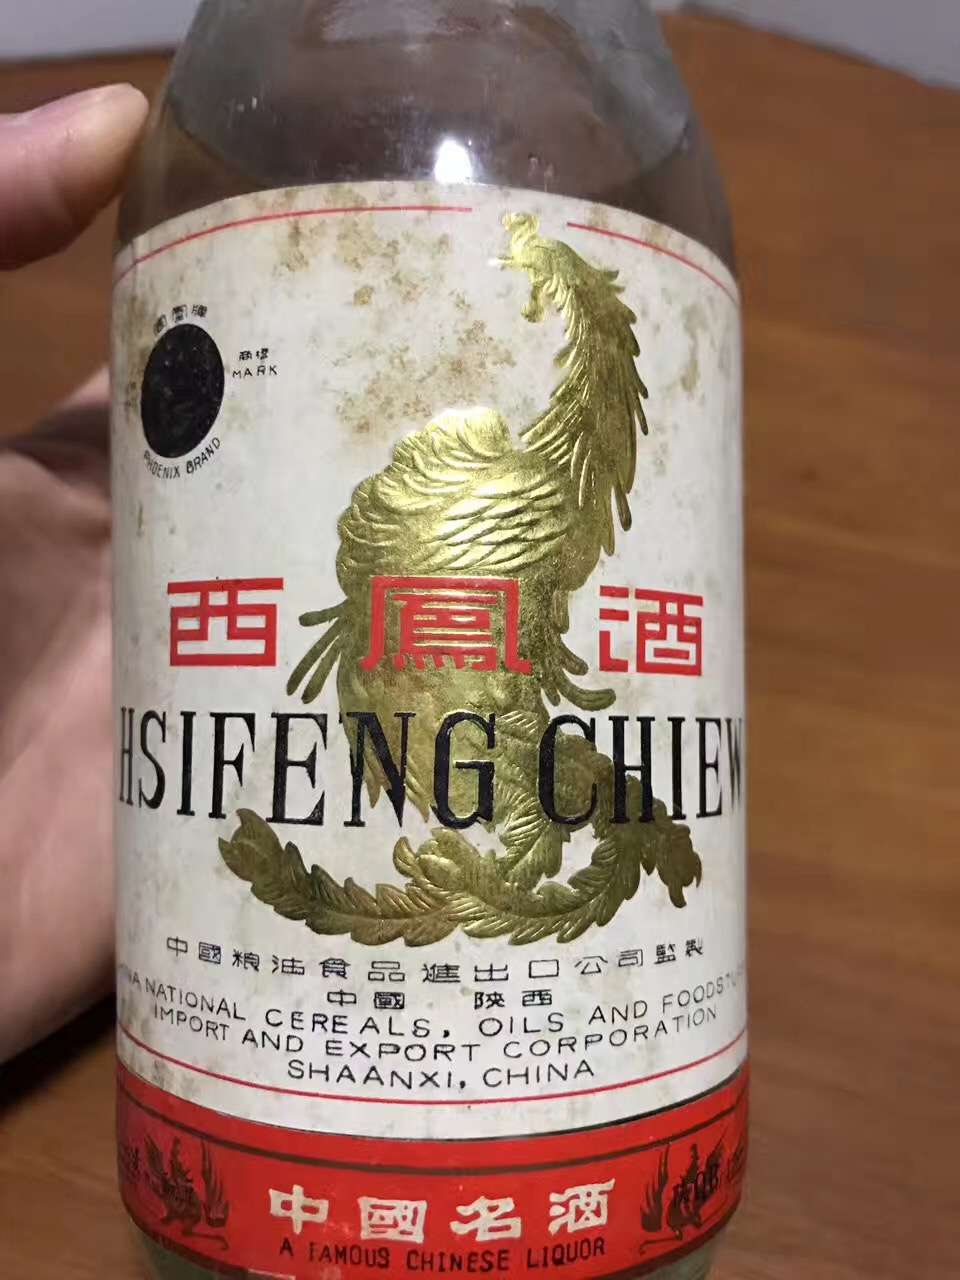 鳳牌
商標
MARK
PHOENIX BRAND
西鳳酒
HSIFENG CHIEW
中國粮油食品進出口公司監製
中國 陝西
NATIONAL CEREALS, OILS AND FOODSTU
IMPORT AND EXPORT CORPORATION
SHAANXI, CHINA
中國名酒
A FAMOUS CHINESE LIQUOR